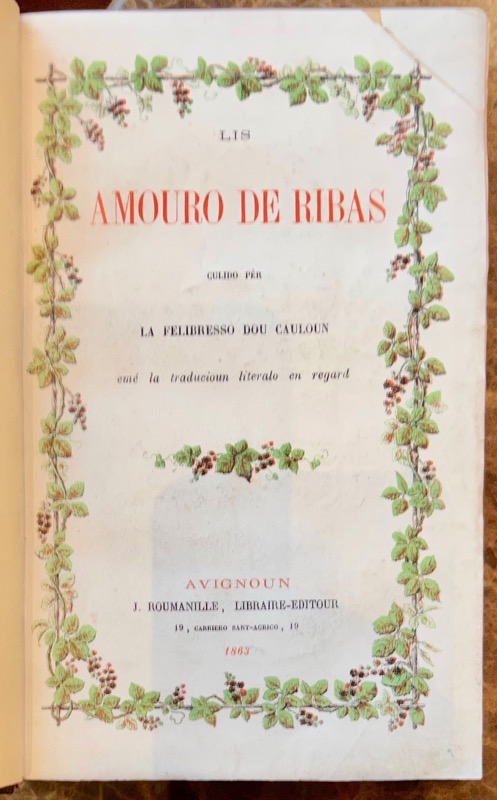 LIS
AMOURO DE RIBAS
CULIDO PÈR
LA FELIBRESSO DOU CAULOUN
emé la traducioun literalo en regard
AVIGNOUN
J. ROUMANILLE, LIBRAIRE-EDITOUR
19, CARRIERO SANT-AGRICO, 19
1863